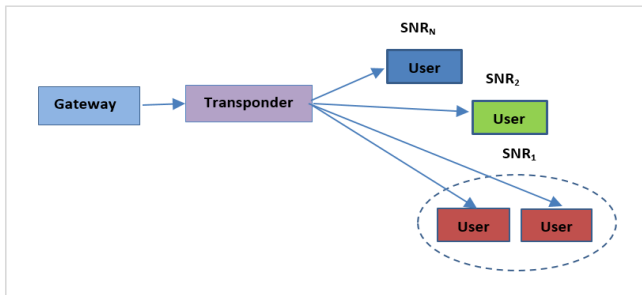 SNR_N
User
SNR_2
Gateway
Transponder
User
SNR_1
User
User